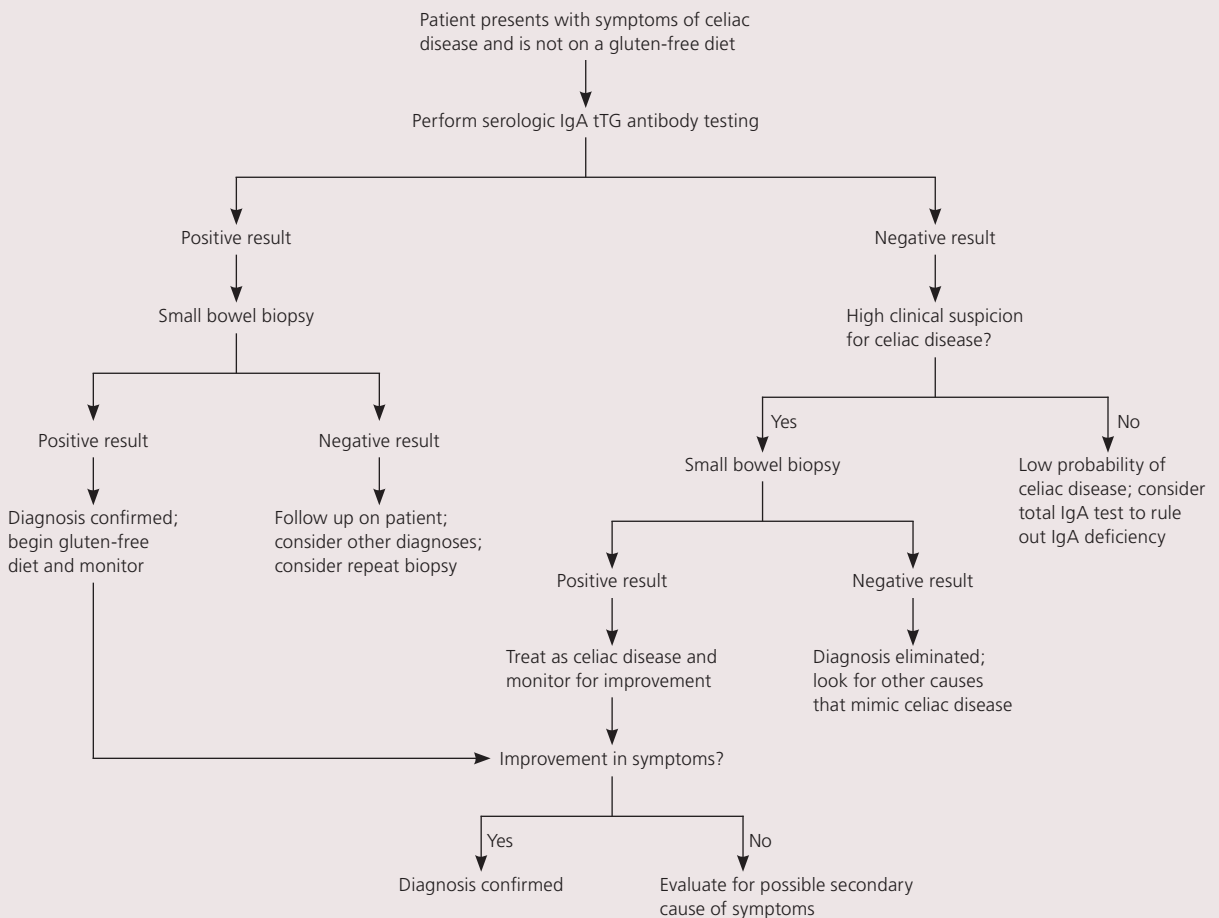 Patient presents with symptoms of celiac
disease and is not on a gluten-free diet
Perform serologic IgA tTG antibody testing
Positive result
Negative result
Small bowel biopsy
High clinical suspicion
for celiac disease?
Positive result
Negative result
Yes
No
Diagnosis confirmed;
begin gluten-free
diet and monitor
Follow up on patient;
consider other diagnoses;
consider repeat biopsy
Small bowel biopsy
Low probability of
celiac disease; consider
total IgA test to rule
out IgA deficiency
Positive result
Negative result
Treat as celiac disease and
monitor for improvement
Diagnosis eliminated;
look for other causes
that mimic celiac disease
Improvement in symptoms?
Yes
No
Diagnosis confirmed
Evaluate for possible secondary
cause of symptoms